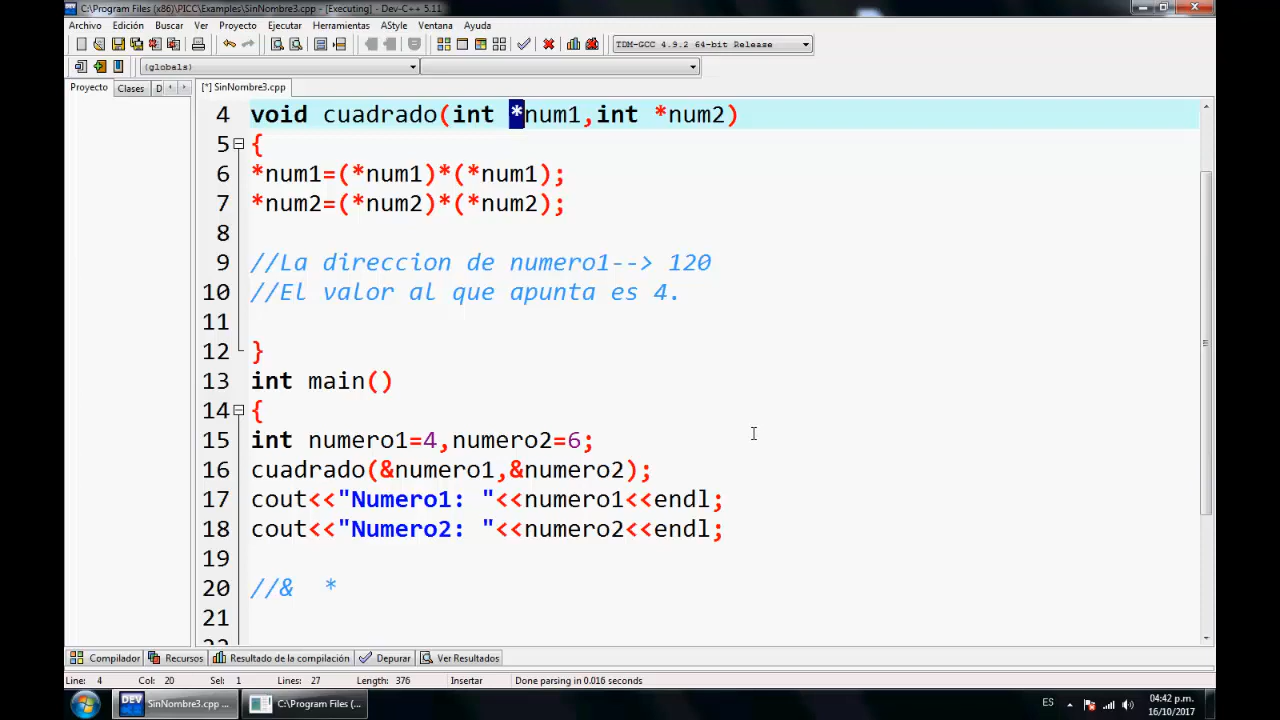 C:\Program Files (x86)\PICC\Examples\SinNombre3.cpp - [Executing] - Dev-C++ 5.11
Archivo Edición Buscar Ver Proyecto Ejecutar Herramientas AStyle Ventana Ayuda
TDM-GCC 4.9.2 64-bit Release
(globals)
Proyecto Clases D [*] SinNombre3.cpp
4 void cuadrado(int *num1,int *num2)
5 {
6 *num1=(*num1)*(*num1);
7 *num2=(*num2)*(*num2);
8
9 //La direccion de numero1--> 120
10 //El valor al que apunta es 4.
11
12 }
13 int main()
14 {
15 int numero1=4,numero2=6;
16 cuadrado(&numero1,&numero2);
17 cout<<"Numero1: "<<numero1<<endl;
18 cout<<"Numero2: "<<numero2<<endl;
19
20 //& *
21
Compilador Recursos Resultado de la compilación Depurar Ver Resultados
Line: 4 Col: 20 Sel: 1 Lines: 27 Length: 376 Insertar Done parsing in 0.016 seconds
DEV SinNombre3.cpp ... C:\Program Files (... ES 04:42 p.m.
16/10/2017